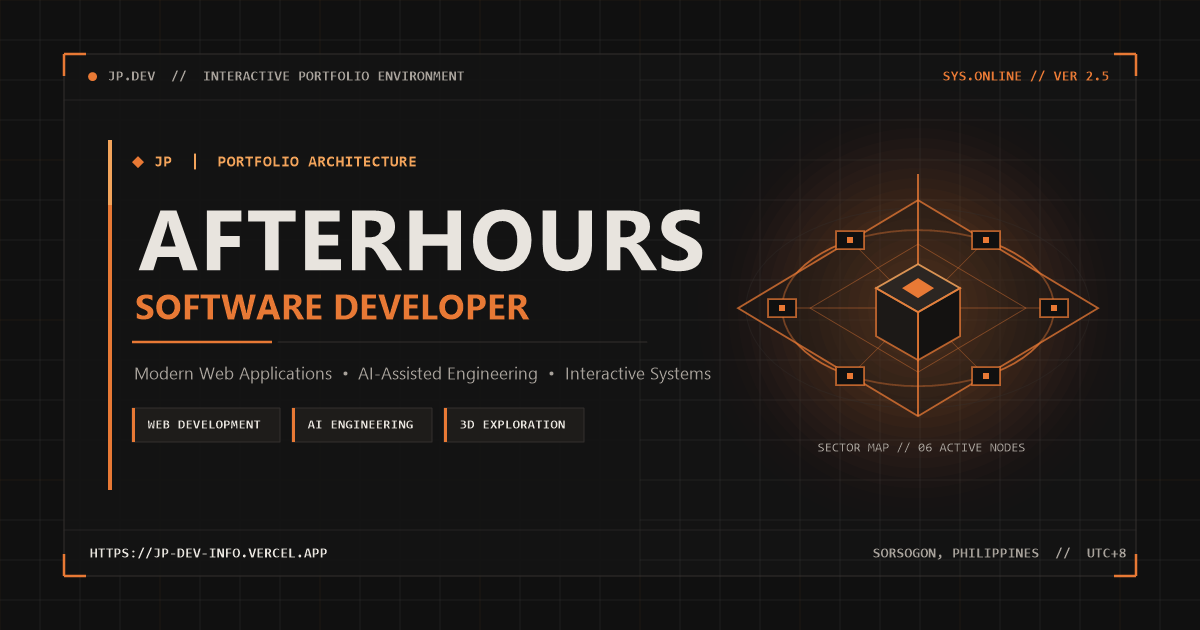 JP.DEV // INTERACTIVE PORTFOLIO ENVIRONMENT
SYS.ONLINE // VER 2.5
JP | PORTFOLIO ARCHITECTURE
AFTERHOURS
SOFTWARE DEVELOPER
Modern Web Applications • AI-Assisted Engineering • Interactive Systems
WEB DEVELOPMENT
AI ENGINEERING
3D EXPLORATION
SECTOR MAP // 06 ACTIVE NODES
HTTPS://JP-DEV-INFO.VERCEL.APP
SORSOGON, PHILIPPINES // UTC+8